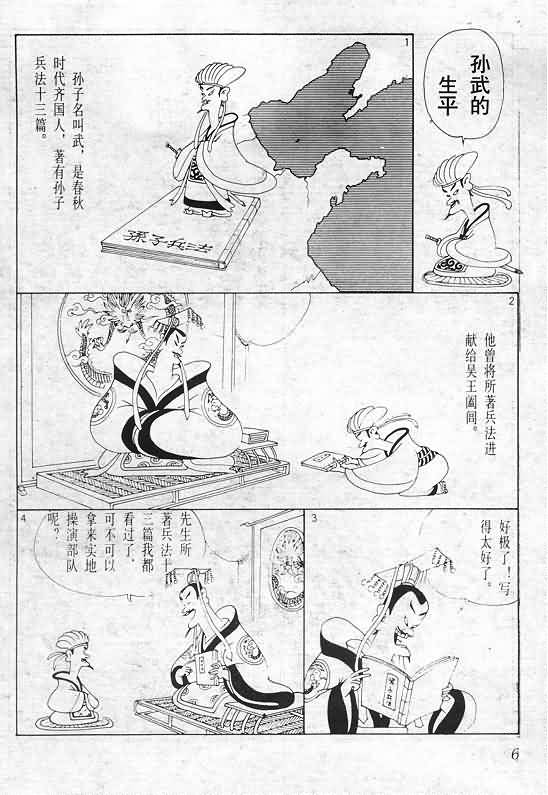 孙武的
生平
1
孙子名叫武，是春秋
时代齐国人，著有孙子
兵法十三篇。
孫子兵法
2
他曾将所著兵法进
献给吴王阖闾。
3
好极了！写
得太好了。
孫子兵法
4
先生所
著兵法十
三篇我都
看过了，
可不可以
拿来实地
操演部队
呢？
6